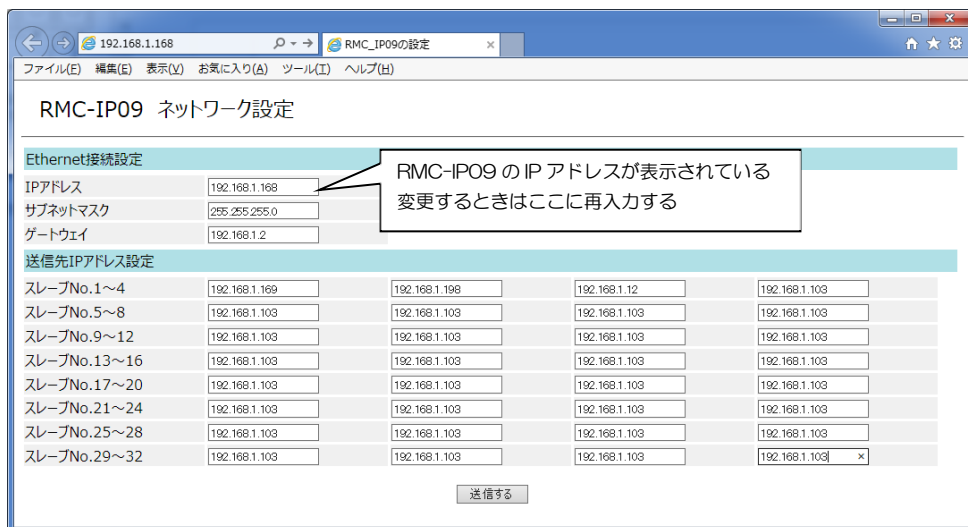 192.168.1.168
RMC_IP09の設定
ファイル(F) 編集(E) 表示(V) お気に入り(A) ツール(T) ヘルプ(H)
RMC-IP09 ネットワーク設定
Ethernet接続設定
RMC-IP09 の IP アドレスが表示されている
変更するときはここに再入力する
IPアドレス 192.168.1.168
サブネットマスク 255.255.255.0
ゲートウェイ 192.168.1.2
送信先IPアドレス設定
スレーブNo.1～4 192.168.1.169 192.168.1.198 192.168.1.12 192.168.1.103
スレーブNo.5～8 192.168.1.103 192.168.1.103 192.168.1.103 192.168.1.103
スレーブNo.9～12 192.168.1.103 192.168.1.103 192.168.1.103 192.168.1.103
スレーブNo.13～16 192.168.1.103 192.168.1.103 192.168.1.103 192.168.1.103
スレーブNo.17～20 192.168.1.103 192.168.1.103 192.168.1.103 192.168.1.103
スレーブNo.21～24 192.168.1.103 192.168.1.103 192.168.1.103 192.168.1.103
スレーブNo.25～28 192.168.1.103 192.168.1.103 192.168.1.103 192.168.1.103
スレーブNo.29～32 192.168.1.103 192.168.1.103 192.168.1.103 192.168.1.103
送信する